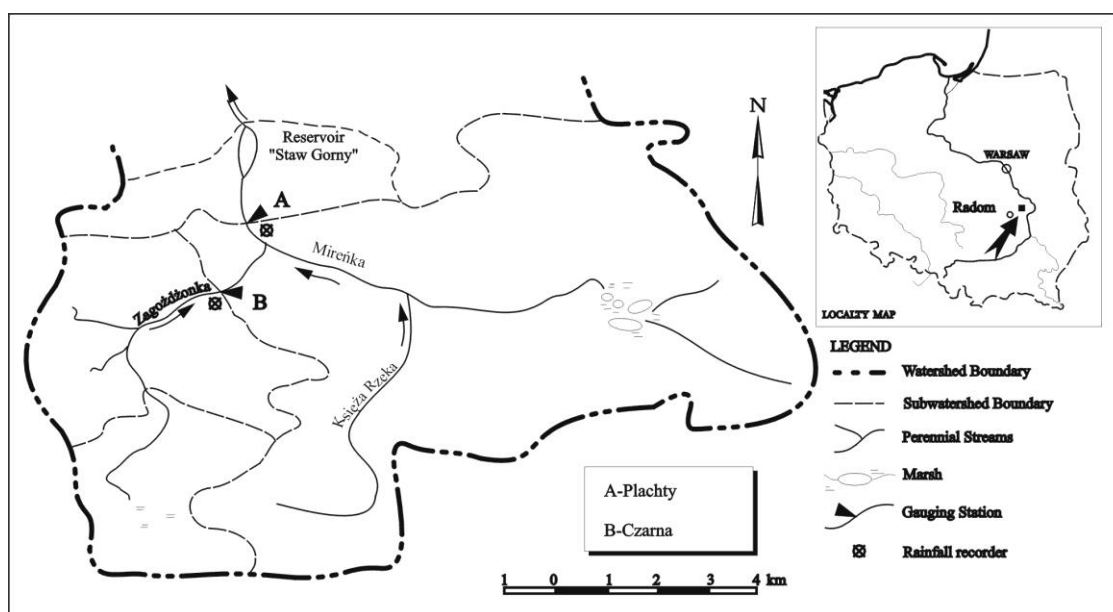 Reservoir
"Staw Gorny"
A
Mireńka
Zagożdżonka
B
Księża Rzeka
N
WARSAW
Radom
LOCALTY MAP
LEGEND
Watershed Boundary
Subwatershed Boundary
Perennial Streams
Marsh
Gauging Station
Rainfall recorder
A-Plachty
B-Czarna
1 0 1 2 3 4 km